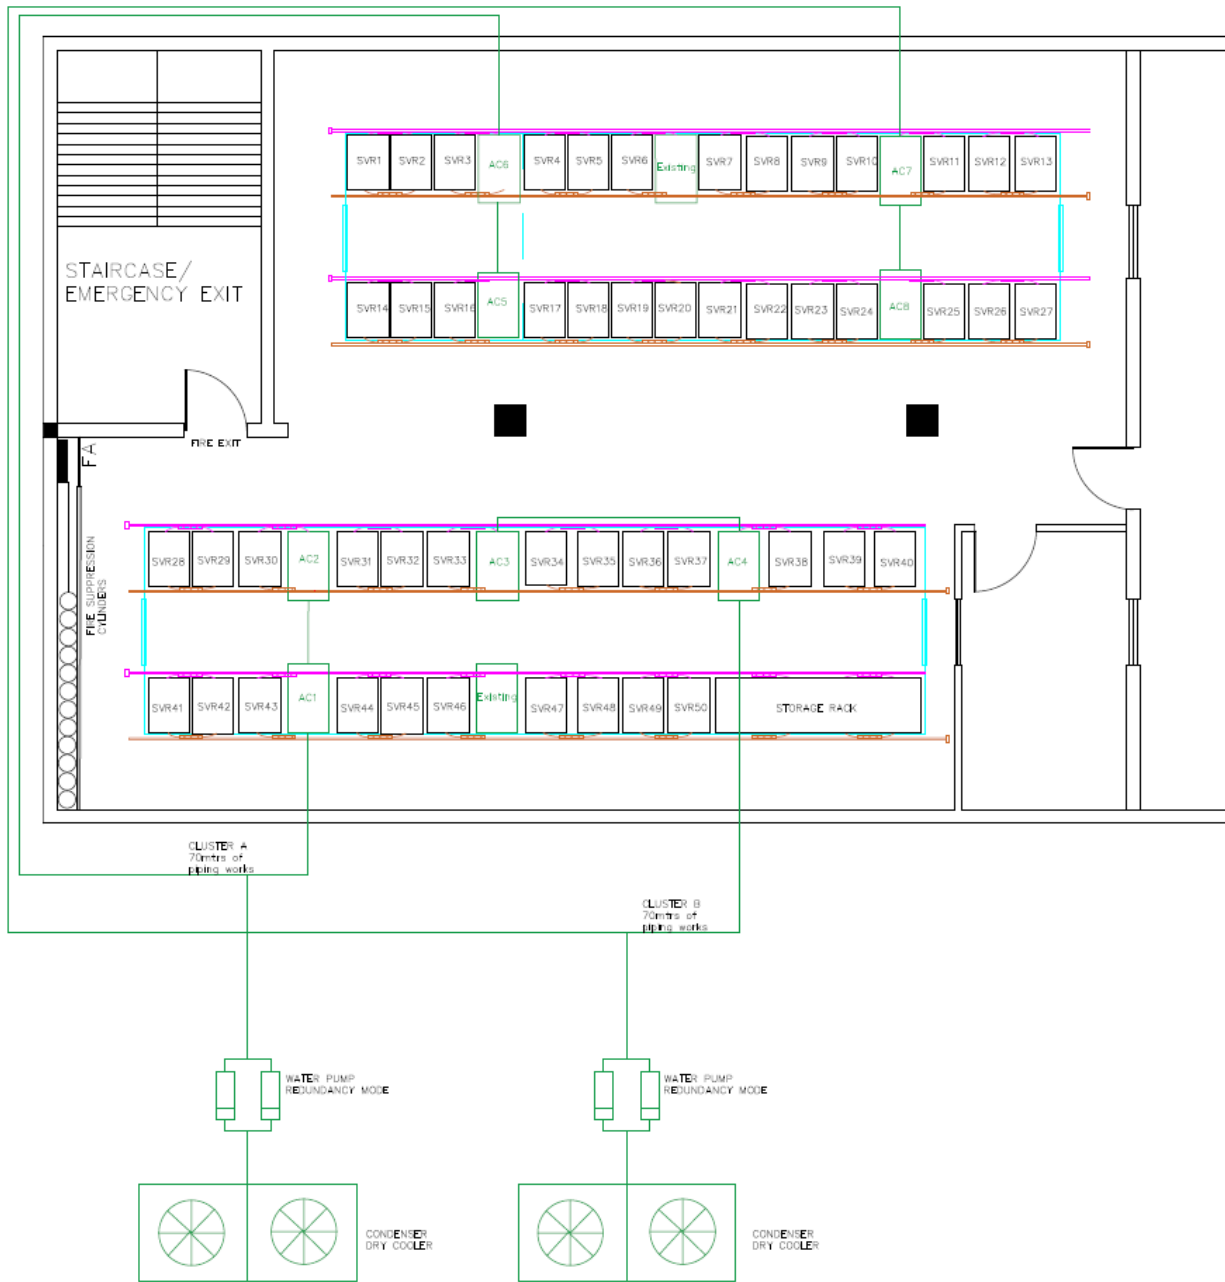 SVR1 SVR2 SVR3 AC6 SVR4 SVR5 SVR6 Existing SVR7 SVR8 SVR9 SVR10 AC7 SVR11 SVR12 SVR13
STAIRCASE/
EMERGENCY EXIT
SVR14 SVR15 SVR16 AC5 SVR17 SVR18 SVR19 SVR20 SVR21 SVR22 SVR23 SVR24 AC8 SVR25 SVR26 SVR27
FIRE EXIT
FA
FIRE SUPPRESSION
CYLINDERS
SVR28 SVR29 SVR30 AC2 SVR31 SVR32 SVR33 AC3 SVR34 SVR35 SVR36 SVR37 AC4 SVR38 SVR39 SVR40
SVR41 SVR42 SVR43 AC1 SVR44 SVR45 SVR46 Existing SVR47 SVR48 SVR49 SVR50 STORAGE RACK
CLUSTER A
70mtrs of
piping works
CLUSTER B
70mtrs of
piping works
WATER PUMP
REDUNDANCY MODE
WATER PUMP
REDUNDANCY MODE
CONDENSER
DRY COOLER
CONDENSER
DRY COOLER